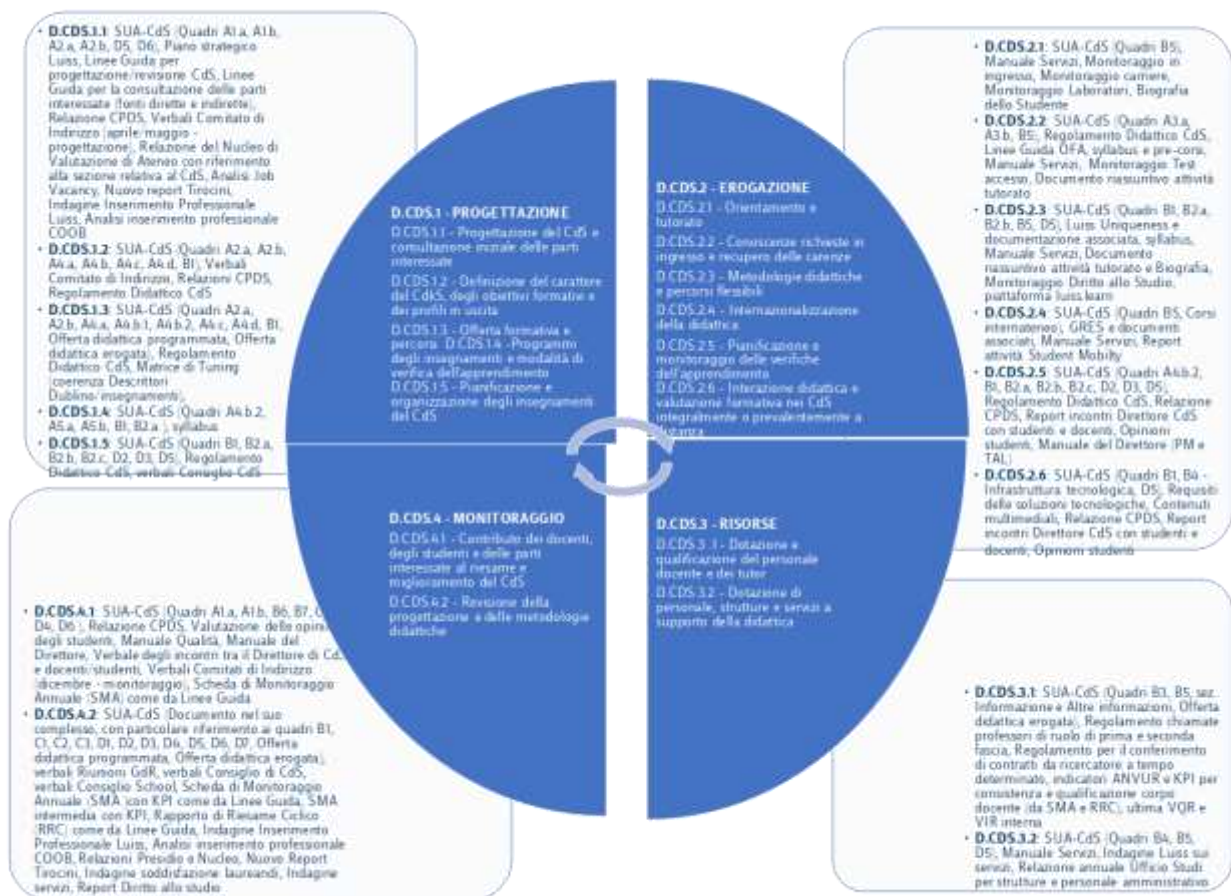 • D.CDS.1.1: SUA-CdS (Quadri A1.a, A1.b,
A2.a, A2.b, D5, D6), Piano strategico
Luiss, Linee Guida per
progettazione/revisione CdS, Linee
Guida per la consultazione delle parti
interessate (fonti dirette e indirette),
Relazione CPDS, Verbali Comitato di
Indirizzo (aprile/maggio -
progettazione), Relazione del Nucleo di
Valutazione di Ateneo con riferimento
alla sezione relativa al CdS, Analisi Job
Vacancy, Nuovo report Tirocini,
Indagine Inserimento Professionale
Luiss, Analisi inserimento professionale
COOB
• D.CDS.1.2: SUA-CdS (Quadri A2.a, A2.b,
A4.a, A4.b, A4.c, A4.d, B1), Verbali
Comitato di Indirizzo, Relazioni CPDS,
Regolamento Didattico CdS
• D.CDS.1.3: SUA-CdS (Quadri A2.a,
A2.b, A4.a, A4.b.1, A4.b.2, A4.c, A4.d, B1,
Offerta didattica programmata, Offerta
didattica erogata), Regolamento
Didattico CdS, Matrice di Tuning
(coerenza Descrittori
Dublino/insegnamenti),
• D.CDS.1.4: SUA-CdS (Quadri A4.b.2,
A5.a, A5.b, B1, B2.a ), syllabus
• D.CDS.1.5: SUA-CdS (Quadri B1, B2.a,
B2.b, B2.c, D2, D3, D5), Regolamento
Didattico CdS, verbali Consiglio CdS
D.CDS.1 - PROGETTAZIONE
D.CDS.1.1 - Progettazione del CdS e
consultazione iniziale delle parti
interessate
D.CDS.1.2 - Definizione del carattere
del CdkS, degli obiettivi formativi e
dei profili in uscita
D.CDS.1.3 - Offerta formativa e
percorsi D.CDS.1.4 -Programmi
degli insegnamenti e modalità di
verifica dell'apprendimento
D.CDS.1.5 - Pianificazione e
organizzazione degli insegnamenti
del CdS
D.CDS.2 - EROGAZIONE
D.CDS.2.1 - Orientamento e
tutorato
D.CDS.2.2 - Conoscenze richieste in
ingresso e recupero delle carenze
D.CDS.2.3 - Metodologie didattiche
e percorsi flessibili
D.CDS.2.4 - Internazionalizzazione
della didattica
D.CDS.2.5 - Pianificazione e
monitoraggio delle verifiche
dell'apprendimento
D.CDS.2.6 - Interazione didattica e
valutazione formativa nei CdS
integralmente o prevalentemente a
distanza
• D.CDS.2.1: SUA-CdS (Quadri B5),
Manuale Servizi, Monitoraggio in
ingresso, Monitoraggio carriere,
Monitoraggio Laboratori, Biografia
dello Studente
• D.CDS.2.2: SUA-CdS (Quadri A3.a,
A3.b, B5), Regolamento Didattico CdS,
Linee Guida OFA, syllabus e pre-corsi,
Manuale Servizi, Monitoraggio Test
accesso, Documento riassuntivo attività
tutorato
• D.CDS.2.3: SUA-CdS (Quadri B1, B2.a,
B2.b, B5, D5), Luiss Uniqueness e
documentazione associata, syllabus,
Manuale Servizi, Documento
riassuntivo attività tutorato e Biografia,
Monitoraggio Diritto allo Studio,
piattaforma luiss.learn
• D.CDS.2.4: SUA-CdS (Quadri B5, Corsi
internateneo), GRES e documenti
associati, Manuale Servizi, Report
attività Student Mobilty
• D.CDS.2.5: SUA-CdS (Quadri A4.b.2,
B1, B2.a, B2.b, B2.c, D2, D3, D5),
Regolamento Didattico CdS, Relazione
CPDS, Report incontri Direttore CdS
con studenti e docenti, Opinioni
studenti, Manuale del Direttore (PM e
TAL)
• D.CDS.2.6: SUA-CdS (Quadri B1, B4 -
Infrastruttura tecnologica, D5), Requisiti
delle soluzioni tecnologiche, Contenuti
multimediali, Relazione CPDS, Report
incontri Direttore CdS con studenti e
docenti, Opinioni studenti
• D.CDS.4.1: SUA-CdS (Quadri A1.a, A1.b, B6, B7,
D4, D6 ), Relazione CPDS, Valutazione delle opin
degli studenti, Manuale Qualità, Manuale del
Direttore, Verbale degli incontri tra il Direttore di Cd
e docenti/studenti, Verbali Comitati di Indirizzo
(dicembre - monitoraggio), Scheda di Monitoraggio
Annuale (SMA) come da Linee Guida
• D.CDS.4.2: SUA-CdS (Documento nel suo
complesso, con particolare riferimento ai quadri B1,
C1, C2, C3, D1, D2, D3, D4, D5, D6, D7, Offerta
didattica programmata, Offerta didattica erogata),
verbali Riunioni GdR, verbali Consiglio di CdS,
verbali Consiglio School, Scheda di Monitoraggio
Annuale (SMA) con KPI come da Linee Guida, SMA
intermedia con KPI, Rapporto di Riesame Ciclico
(RRC) come da Linee Guida, Indagine Inserimento
Professionale Luiss, Analisi inserimento professionale
COOB, Relazioni Presidio e Nucleo, Nuovo Report
Tirocini, Indagine soddisfazione laureandi, Indagine
servizi, Report Diritto allo studio
D.CDS.4 - MONITORAGGIO
D.CDS.4.1 - Contributo dei docenti,
degli studenti e delle parti
interessate al riesame e
miglioramento del CdS
D.CDS.4.2 - Revisione della
progettazione e delle metodologie
didattiche
D.CDS.3 - RISORSE
D.CDS.3 .1 - Dotazione e
qualificazione del personale
docente e dei tutor
D.CDS.3.2 - Dotazione di
personale, strutture e servizi a
supporto della didattica
• D.CDS.3.1: SUA-CdS (Quadri B3, B5, sez.
Informazione e Altre informazioni, Offerta
didattica erogata), Regolamento chiamate
professori di ruolo di prima e seconda
fascia, Regolamento per il conferimento
di contratti da ricercatore a tempo
determinato, indicatori ANVUR e KPI per
consistenza e qualificazione corpo
docente (da SMA e RRC), ultima VQR e
VIR interna
• D.CDS.3.2: SUA-CdS (Quadri B4, B5,
D5), Manuale Servizi, Indagine Luiss sui
servizi, Relazione annuale Ufficio Studi
per strutture e personale amministrativo